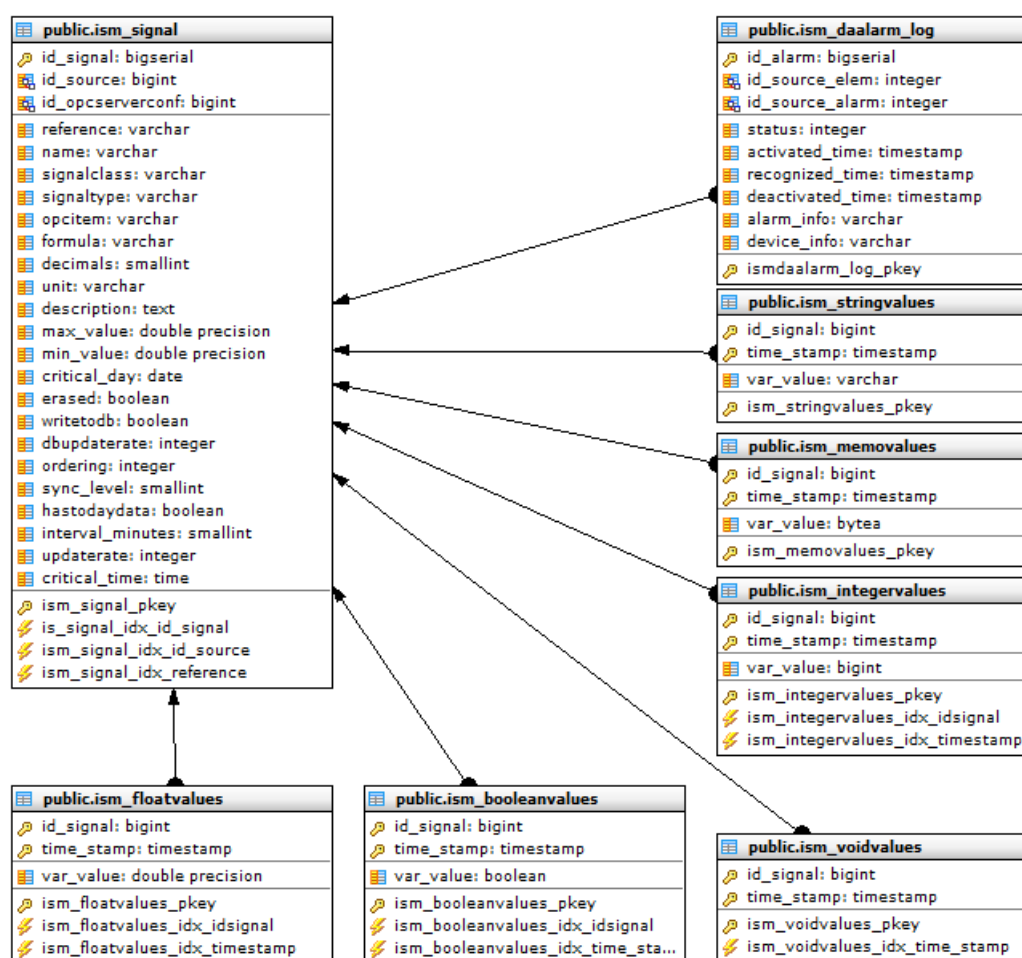 public.ism_signal
id_signal: bigserial
id_source: bigint
id_opcserverconf: bigint
reference: varchar
name: varchar
signalclass: varchar
signaltype: varchar
opcitem: varchar
formula: varchar
decimals: smallint
unit: varchar
description: text
max_value: double precision
min_value: double precision
critical_day: date
erased: boolean
writetodb: boolean
dbupdaterate: integer
ordering: integer
sync_level: smallint
hastodaydata: boolean
interval_minutes: smallint
updaterate: integer
critical_time: time
ism_signal_pkey
is_signal_idx_id_signal
ism_signal_idx_id_source
ism_signal_idx_reference
public.ism_daalarm_log
id_alarm: bigserial
id_source_elem: integer
id_source_alarm: integer
status: integer
activated_time: timestamp
recognized_time: timestamp
deactivated_time: timestamp
alarm_info: varchar
device_info: varchar
ismdaalarm_log_pkey
public.ism_stringvalues
id_signal: bigint
time_stamp: timestamp
var_value: varchar
ism_stringvalues_pkey
public.ism_memovalues
id_signal: bigint
time_stamp: timestamp
var_value: bytea
ism_memovalues_pkey
public.ism_integervalues
id_signal: bigint
time_stamp: timestamp
var_value: bigint
ism_integervalues_pkey
ism_integervalues_idx_idsignal
ism_integervalues_idx_timestamp
public.ism_floatvalues
id_signal: bigint
time_stamp: timestamp
var_value: double precision
ism_floatvalues_pkey
ism_floatvalues_idx_idsignal
ism_floatvalues_idx_timestamp
public.ism_booleanvalues
id_signal: bigint
time_stamp: timestamp
var_value: boolean
ism_booleanvalues_pkey
ism_booleanvalues_idx_idsignal
ism_booleanvalues_idx_time_sta...
public.ism_voidvalues
id_signal: bigint
time_stamp: timestamp
ism_voidvalues_pkey
ism_voidvalues_idx_time_stamp